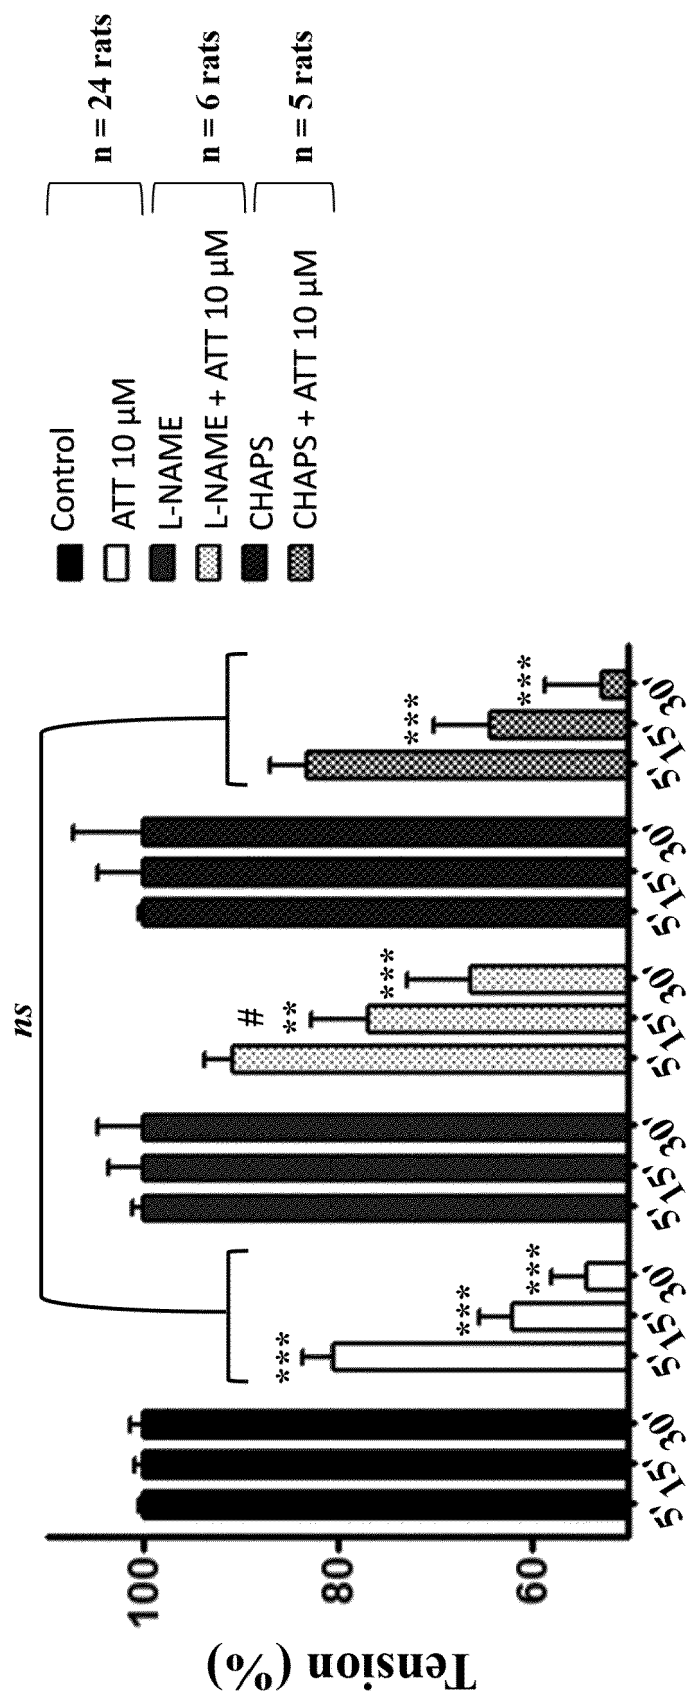 ns
Tension (%)
100
80
60
***
***
***
#
**
***
***
***
5' 15' 30' 5' 15' 30' 5' 15' 30' 5' 15' 30' 5' 15' 30' 5' 15' 30'
Control
ATT 10 µM
n = 24 rats
L-NAME
L-NAME + ATT 10 µM
n = 6 rats
CHAPS
CHAPS + ATT 10 µM
n = 5 rats